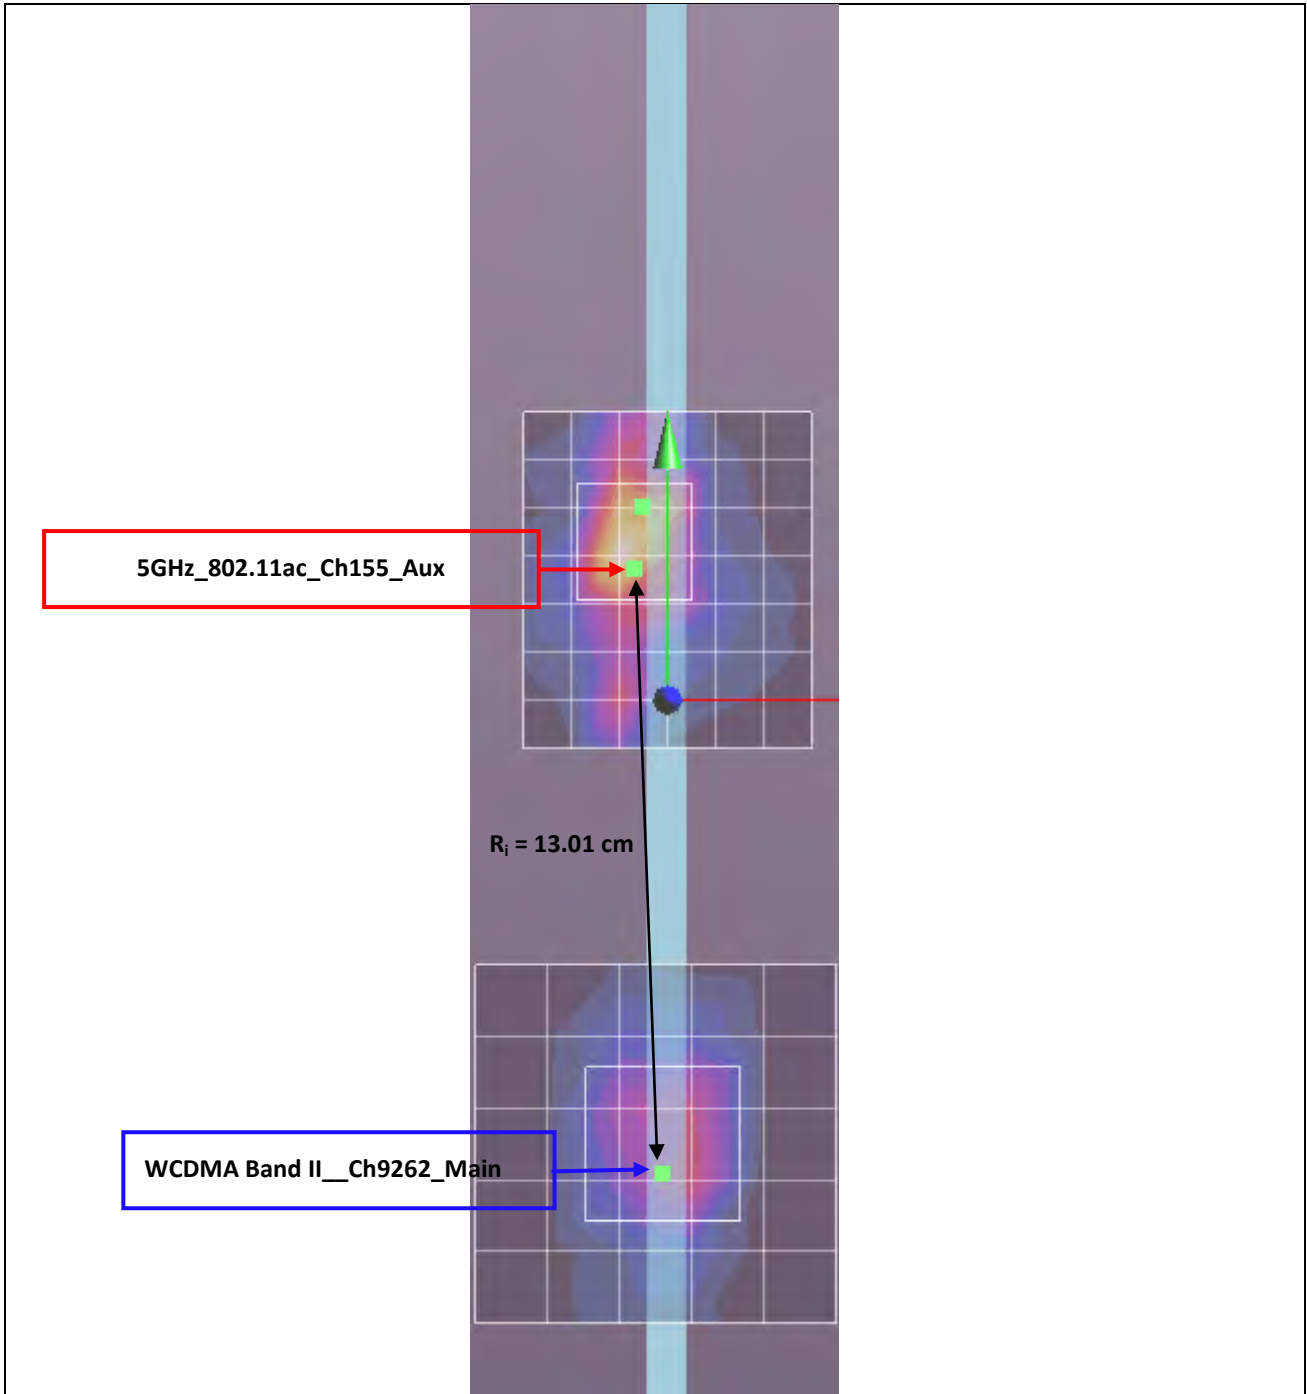 5GHz_802.11ac_Ch155_Aux
Rᵢ = 13.01 cm
WCDMA Band II__Ch9262_Main